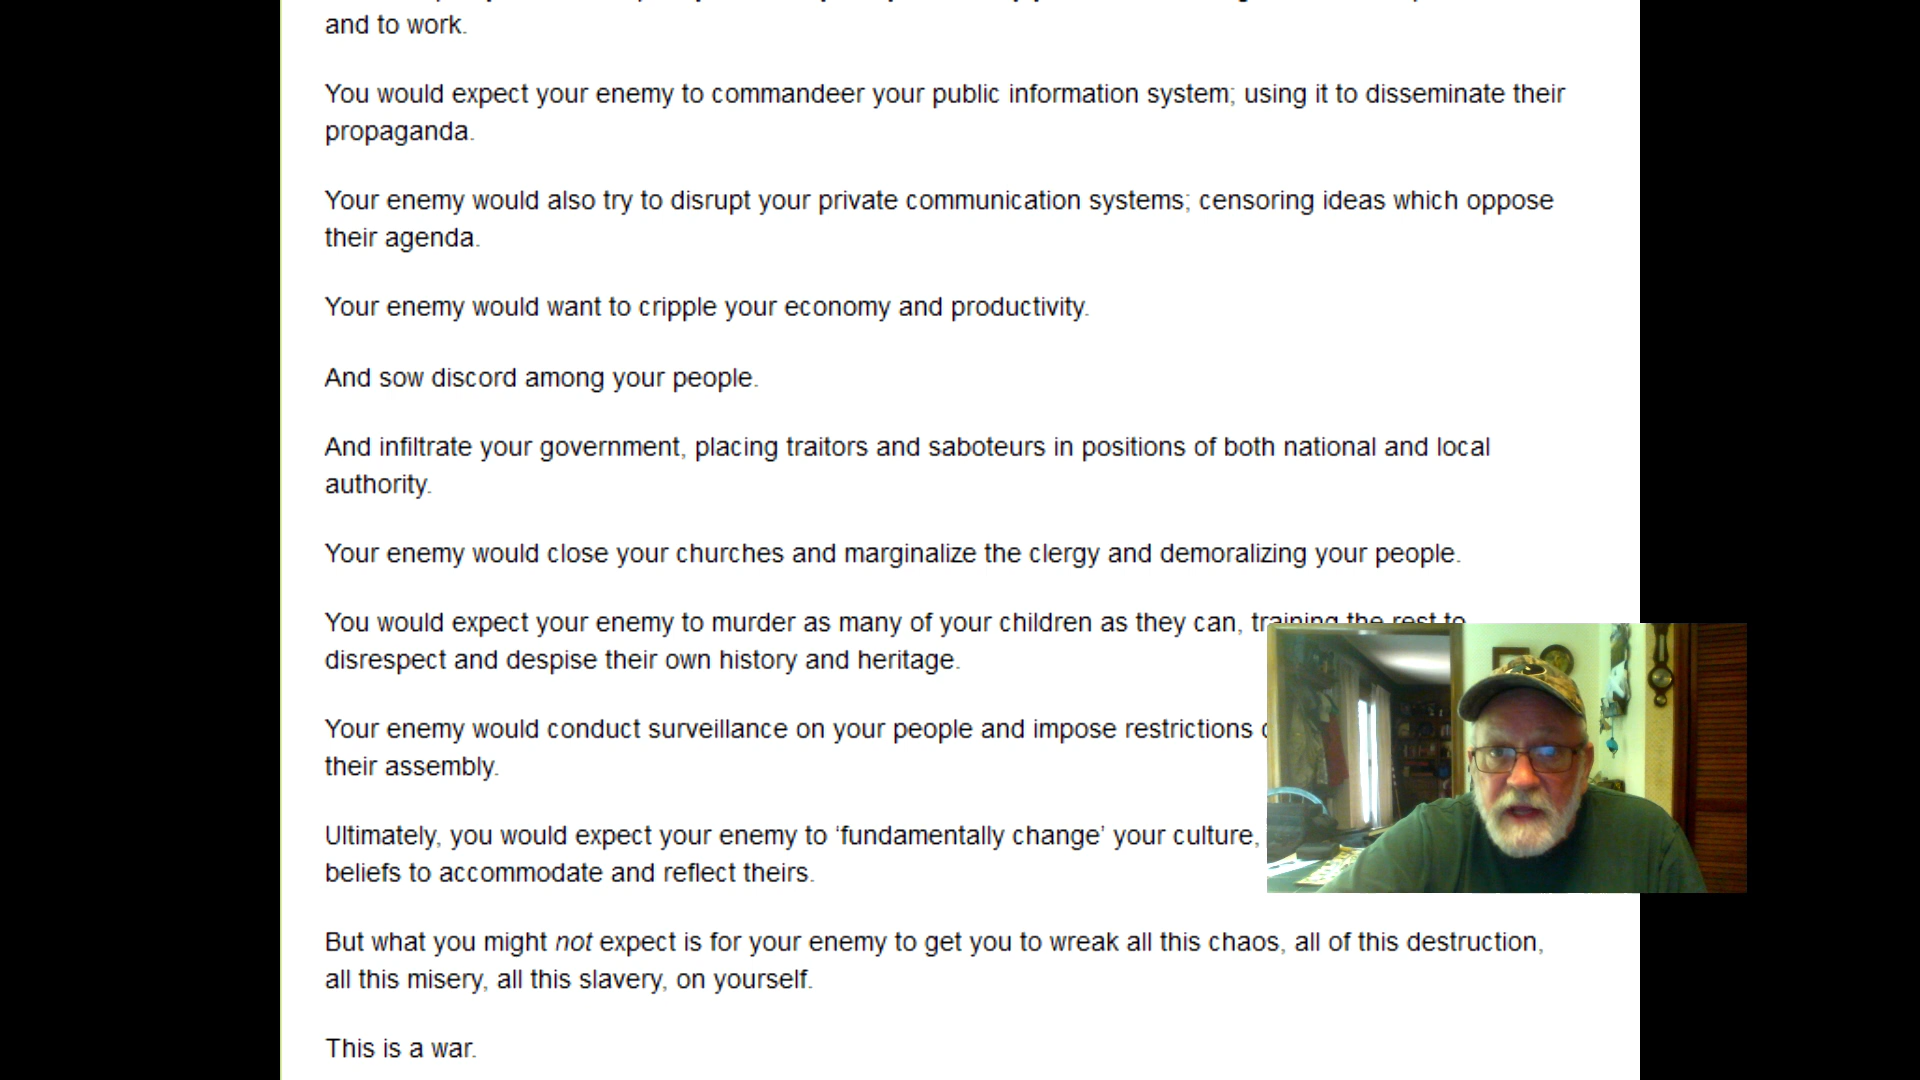 and to work.
You would expect your enemy to commandeer your public information system; using it to disseminate their
propaganda.
Your enemy would also try to disrupt your private communication systems; censoring ideas which oppose
their agenda.
Your enemy would want to cripple your economy and productivity.
And sow discord among your people.
And infiltrate your government, placing traitors and saboteurs in positions of both national and local
authority.
Your enemy would close your churches and marginalize the clergy and demoralizing your people.
You would expect your enemy to murder as many of your children as they can, training the rest to
disrespect and despise their own history and heritage.
Your enemy would conduct surveillance on your people and impose restrictions
their assembly.
Ultimately, you would expect your enemy to ‘fundamentally change’ your culture,
beliefs to accommodate and reflect theirs.
But what you might not expect is for your enemy to get you to wreak all this chaos, all of this destruction,
all this misery, all this slavery, on yourself.
This is a war.